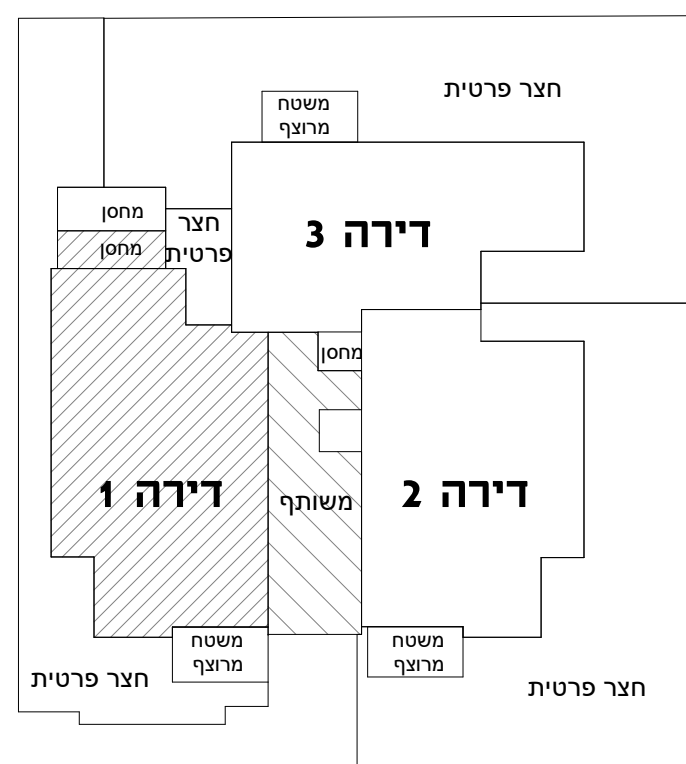 חצר פרטית
משטח
מרוצף
מחסן
חצר
פרטית
דירה 3
מחסן
מחסן
דירה 1
משותף
דירה 2
משטח
מרוצף
משטח
מרוצף
חצר פרטית
חצר פרטית